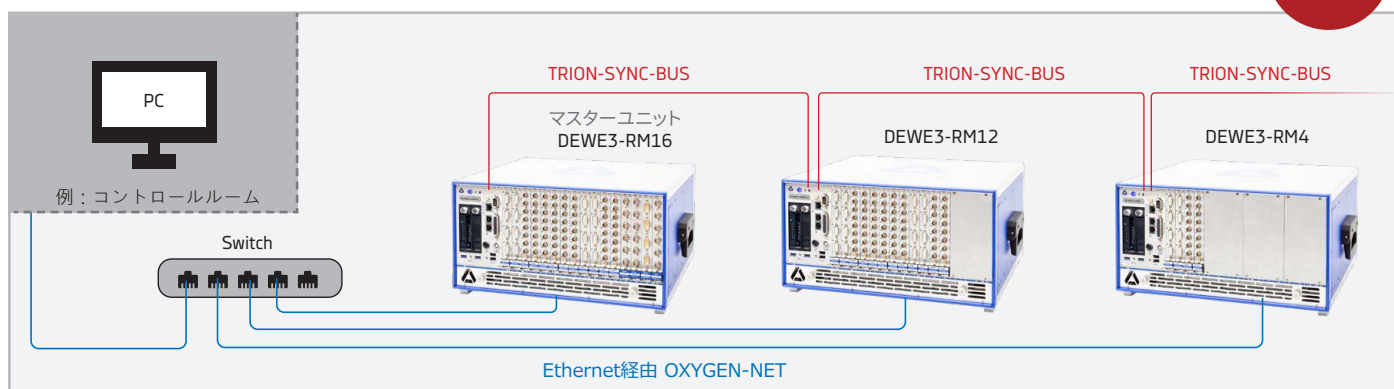 PC
例：コントロールルーム
Switch
TRION-SYNC-BUS
TRION-SYNC-BUS
TRION-SYNC-BUS
マスターユニット
DEWE3-RM16
DEWE3-RM12
DEWE3-RM4
Ethernet経由 OXYGEN-NET